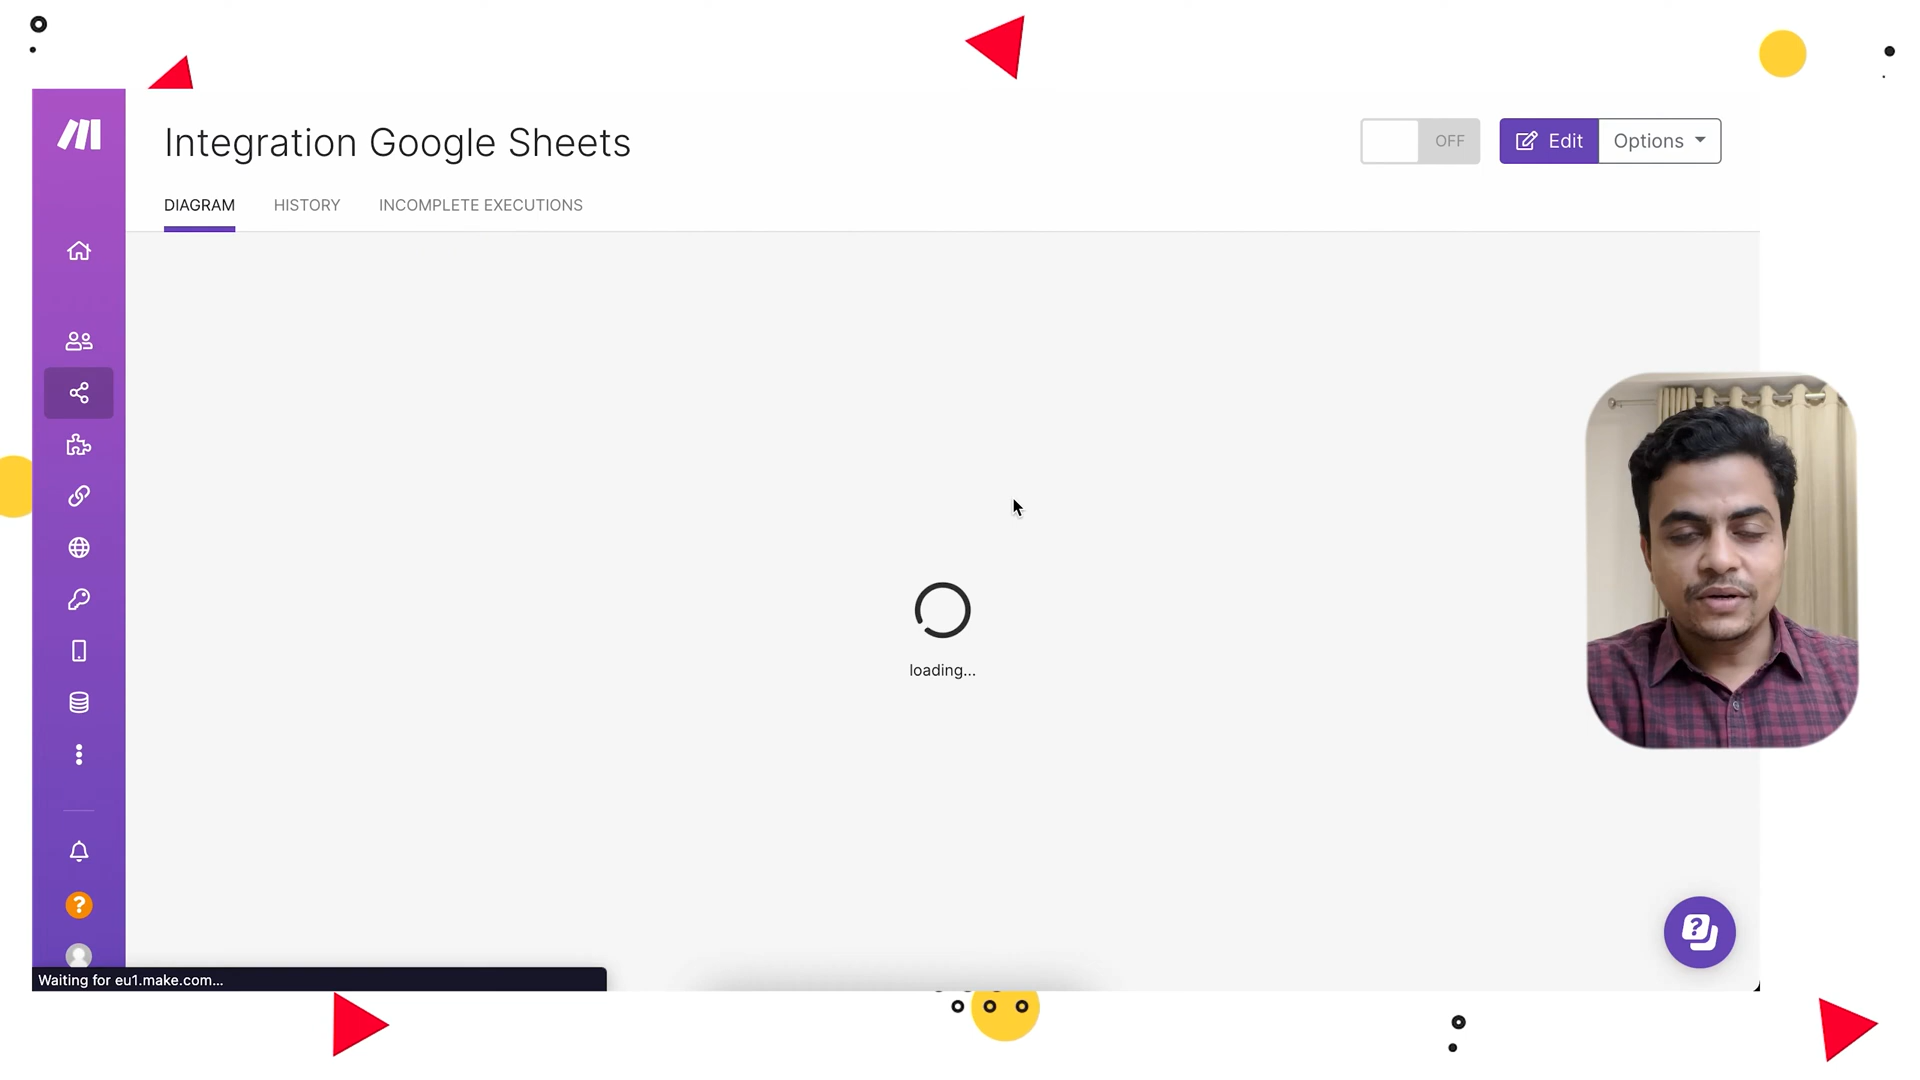 Integration Google Sheets
OFF
Edit
Options
DIAGRAM
HISTORY
INCOMPLETE EXECUTIONS
loading...
?
?
Waiting for eu1.make.com...